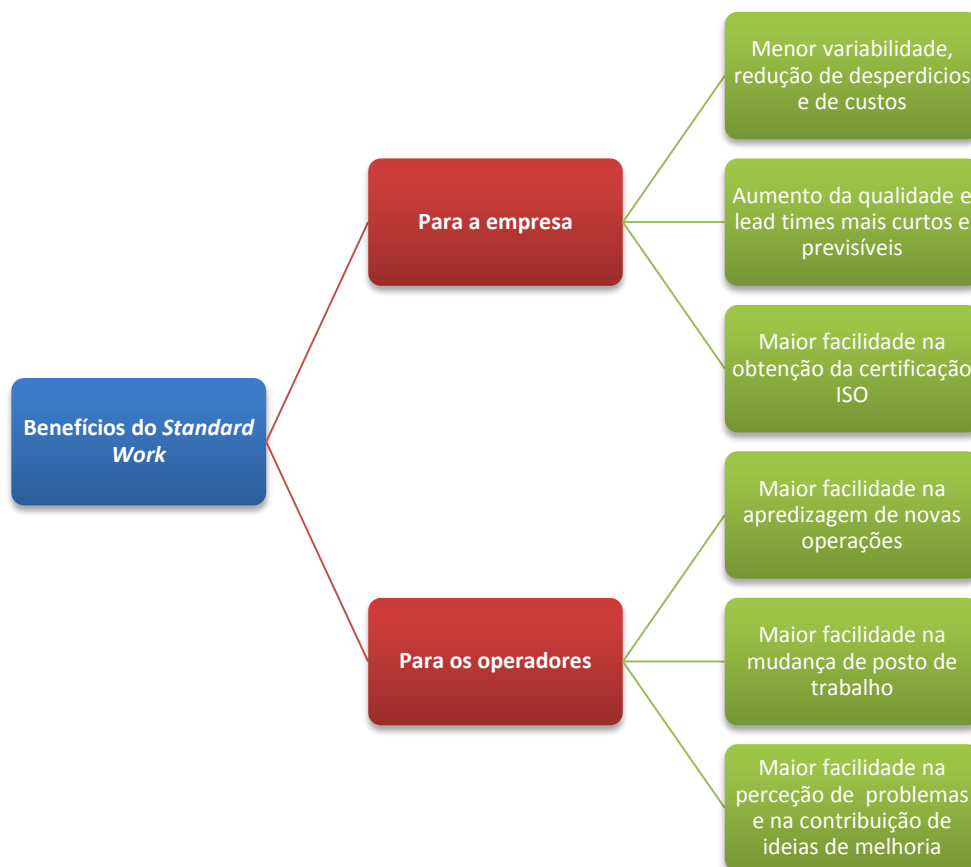 Menor variabilidade,
redução de desperdicios
e de custos
Para a empresa
Aumento da qualidade e
lead times mais curtos e
previsíveis
Maior facilidade na
obtenção da certificação
ISO
Benefícios do Standard
Work
Maior facilidade na
apredizagem de novas
operações
Para os operadores
Maior facilidade na
mudança de posto de
trabalho
Maior facilidade na
perceção de problemas
e na contribuição de
ideias de melhoria